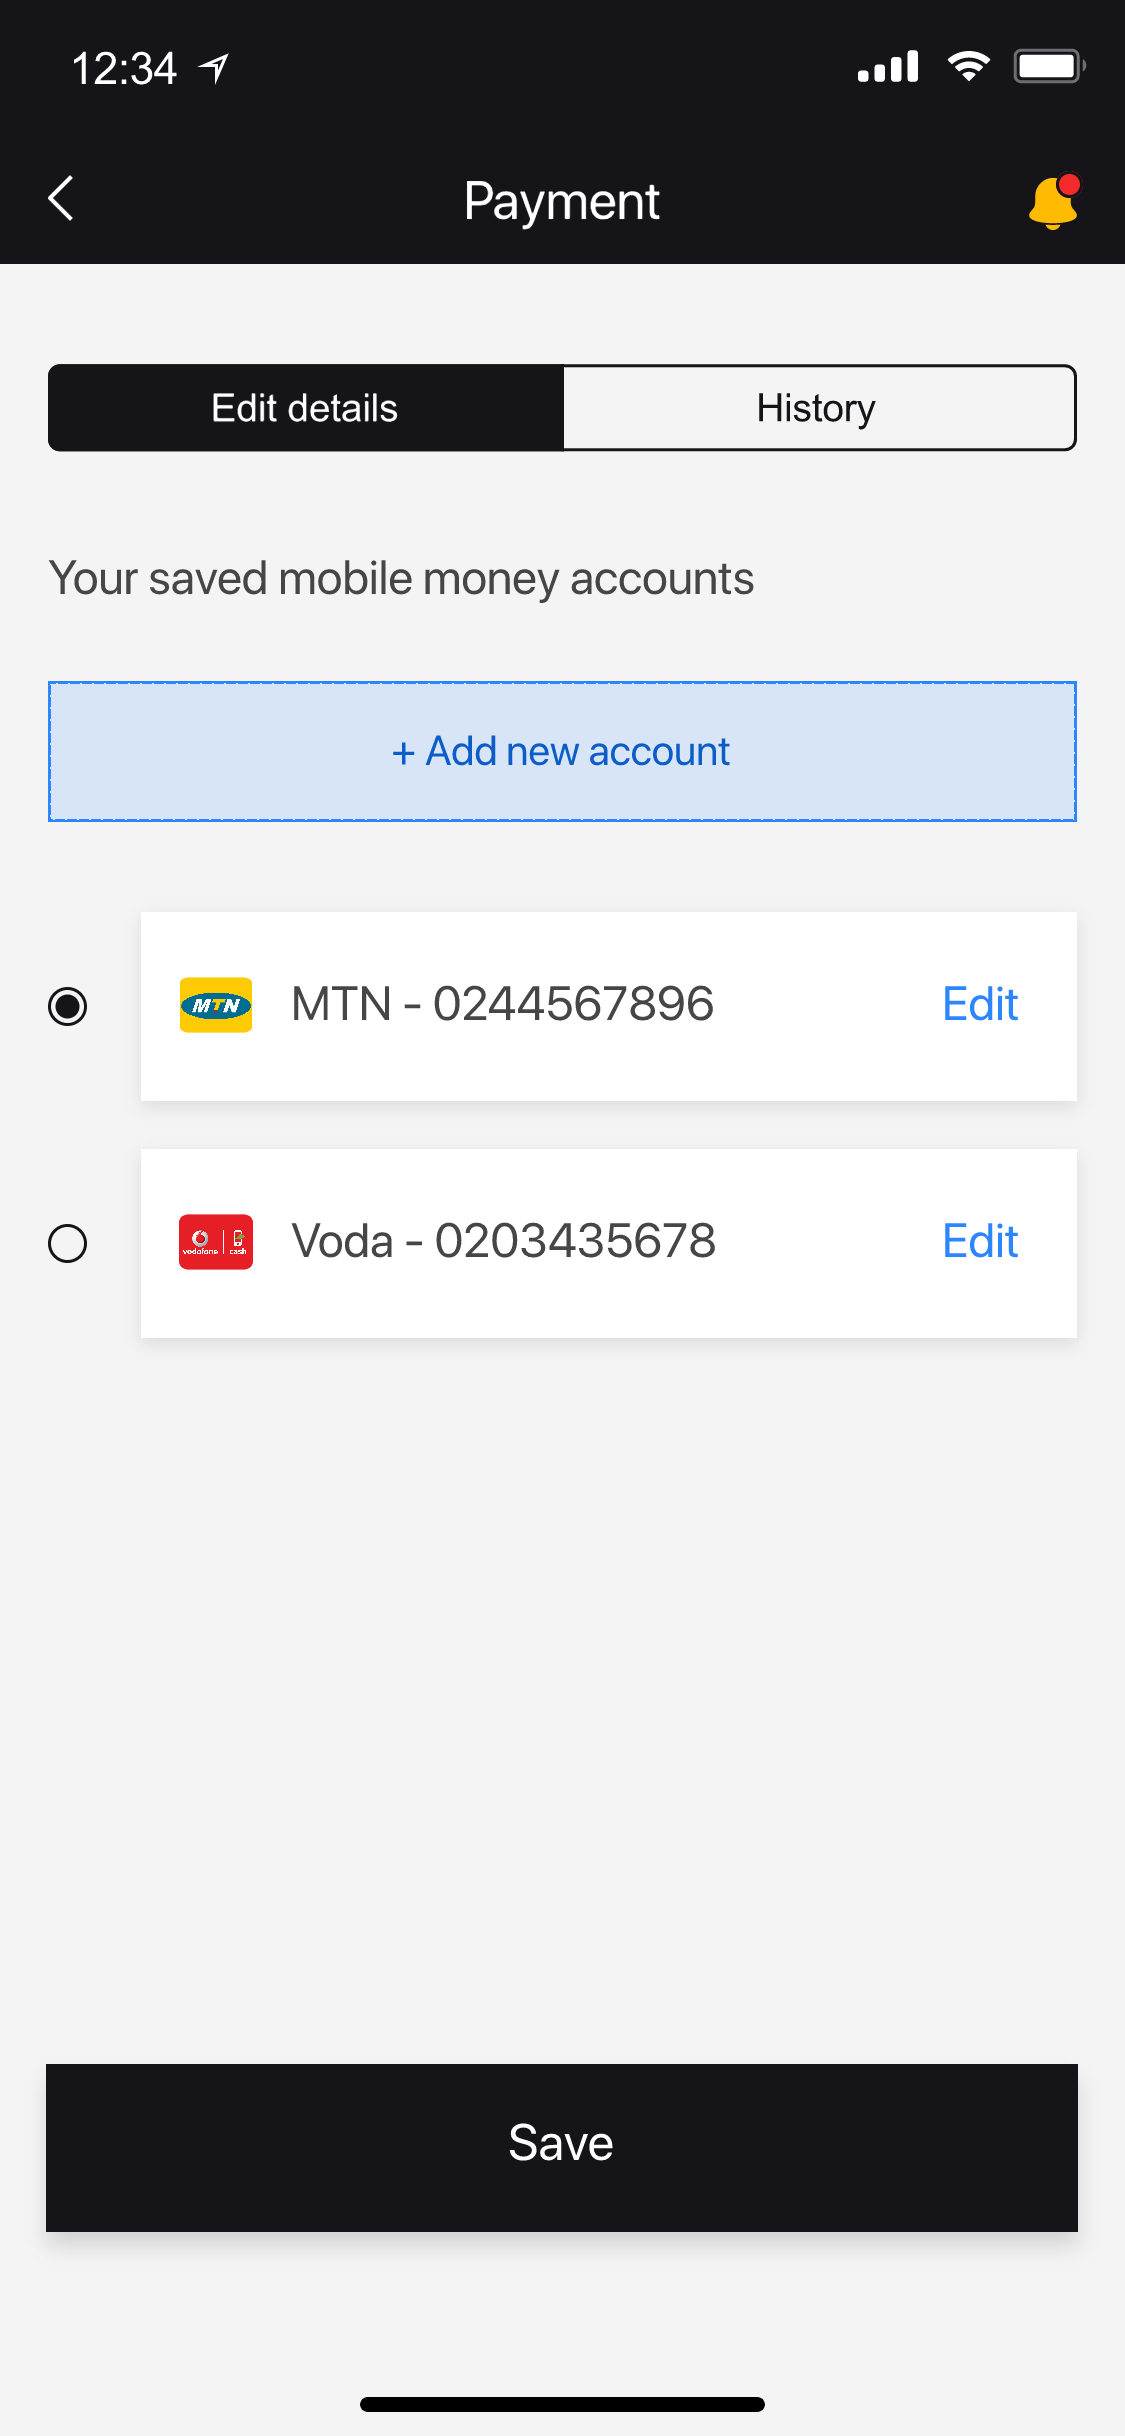 12:34
Payment
Edit details
History
Your saved mobile money accounts
+ Add new account
MTN
MTN - 0244567896
Edit
vodafone cash
Voda - 0203435678
Edit
Save